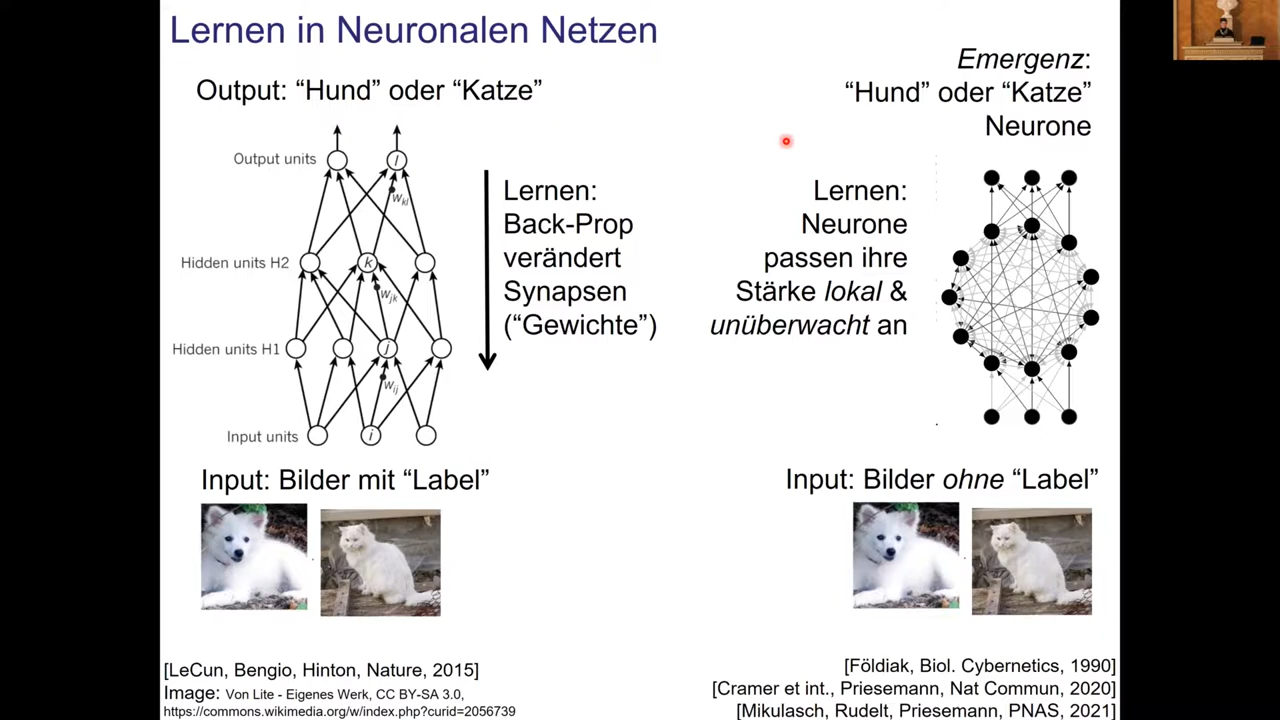 Lernen in Neuronalen Netzen
Output: “Hund” oder “Katze”
Output units
l
w_kl
Hidden units H2
k
w_jk
Hidden units H1
j
w_ij
Input units
i
Lernen:
Back-Prop
verändert
Synapsen
(“Gewichte”)
Input: Bilder mit “Label”
[LeCun, Bengio, Hinton, Nature, 2015]
Image: Von Lite - Eigenes Werk, CC BY-SA 3.0,
https://commons.wikimedia.org/w/index.php?curid=2056739
Emergenz:
“Hund” oder “Katze”
Neurone
Lernen:
Neurone
passen ihre
Stärke lokal &
unüberwacht an
Input: Bilder ohne “Label”
[Földiak, Biol. Cybernetics, 1990]
[Cramer et int., Priesemann, Nat Commun, 2020]
[Mikulasch, Rudelt, Priesemann, PNAS, 2021]